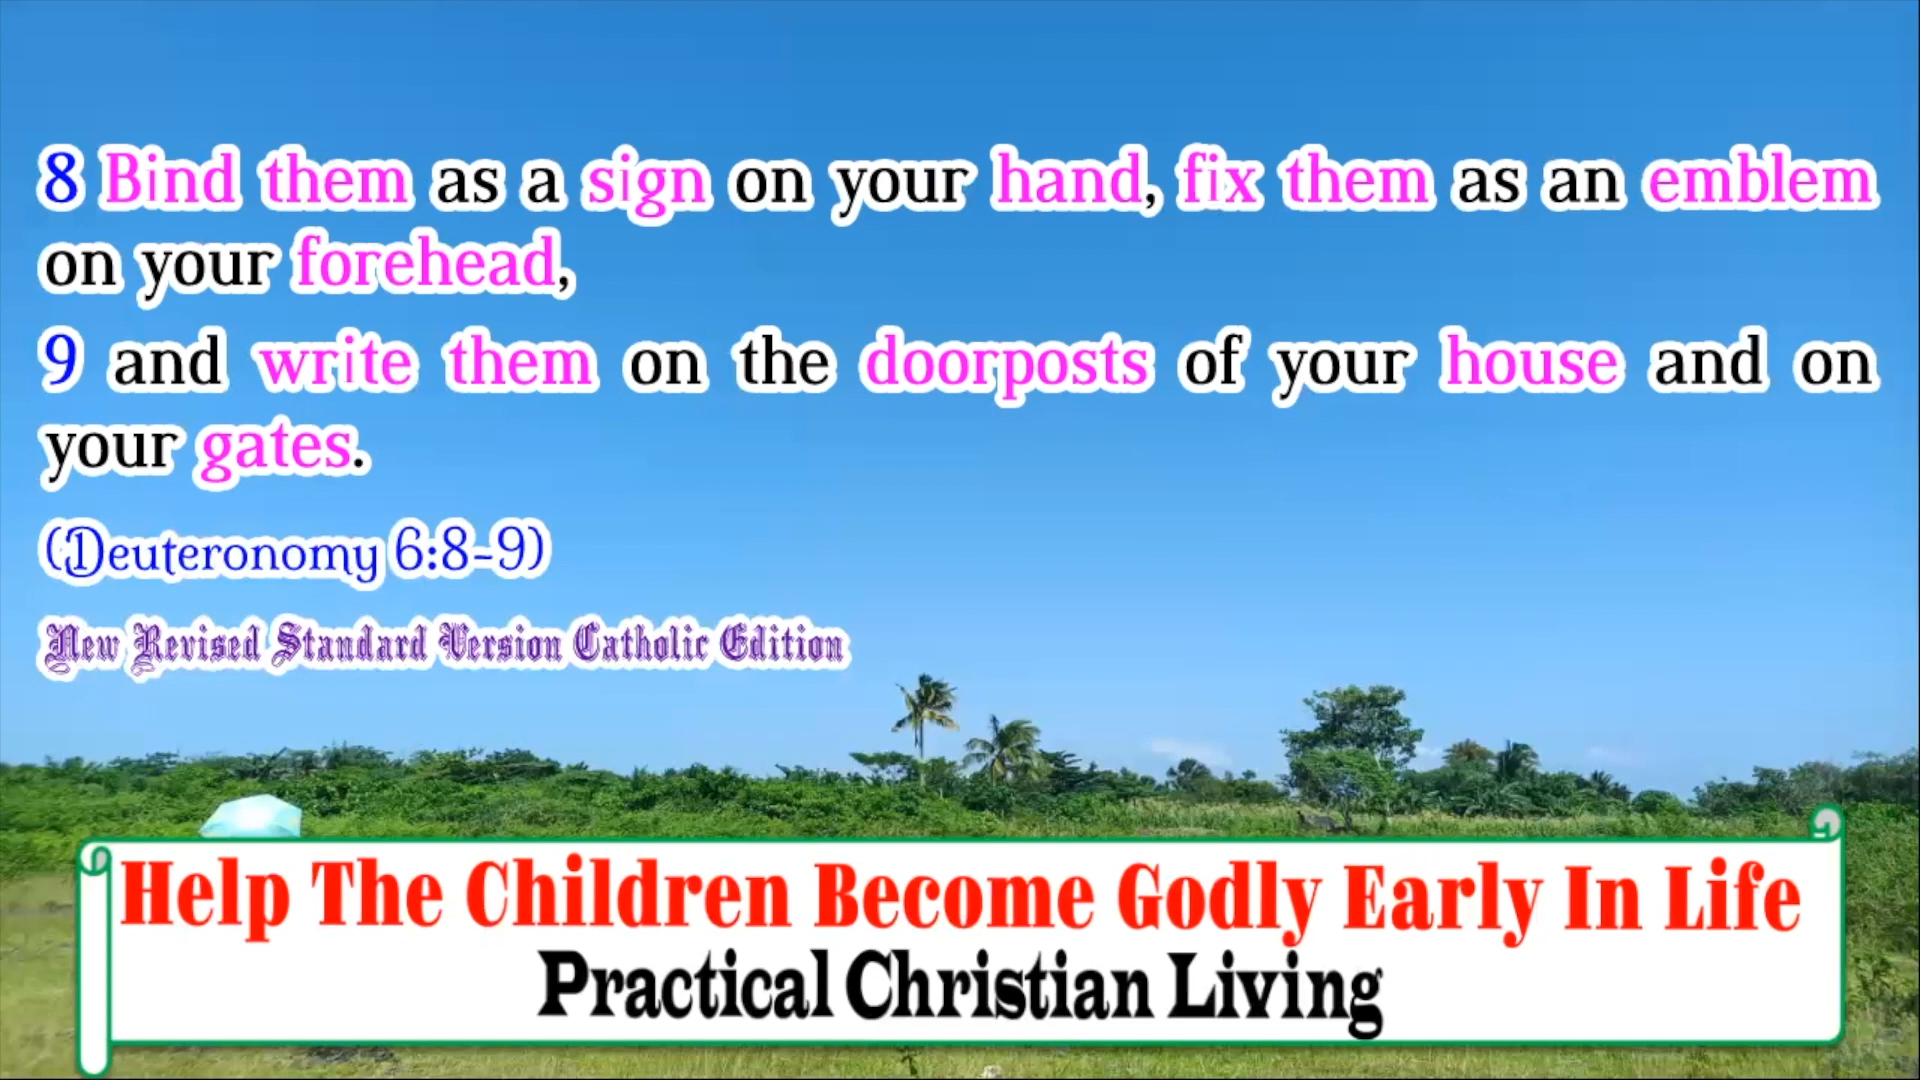 8 Bind them as a sign on your hand, fix them as an emblem
on your forehead,
9 and write them on the doorposts of your house and on
your gates.
(Deuteronomy 6:8-9)
New Revised Standard Version Catholic Edition
Help The Children Become Godly Early In Life
Practical Christian Living